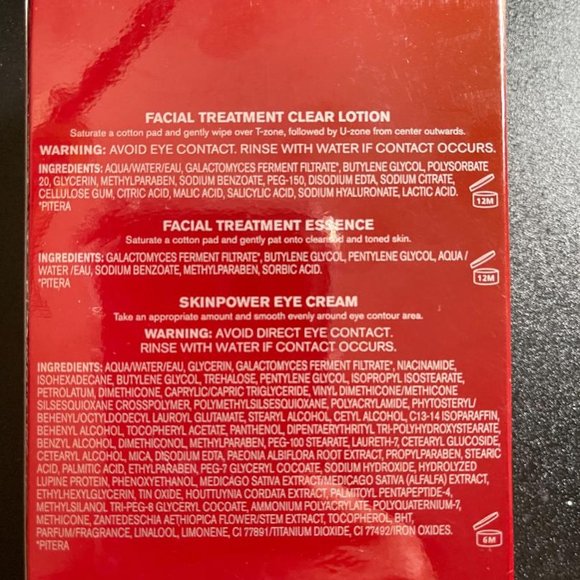 FACIAL TREATMENT CLEAR LOTION
Saturate a cotton pad and gently wipe over T-zone, followed by U-zone from center outwards.
WARNING: AVOID EYE CONTACT. RINSE WITH WATER IF CONTACT OCCURS.
INGREDIENTS: AQUA/WATER/EAU, GALACTOMYCES FERMENT FILTRATE*, BUTYLENE GLYCOL, POLYSORBATE
20, GLYCERIN, METHYLPARABEN, SODIUM BENZOATE, PEG-150, DISODIUM EDTA, SODIUM CITRATE,
CELLULOSE GUM, CITRIC ACID, MALIC ACID, SALICYLIC ACID, SODIUM HYALURONATE, LACTIC ACID.
*PITERA
12M
FACIAL TREATMENT ESSENCE
Saturate a cotton pad and gently pat onto cleansed and toned skin.
INGREDIENTS: GALACTOMYCES FERMENT FILTRATE*, BUTYLENE GLYCOL, PENTYLENE GLYCOL, AQUA /
WATER /EAU, SODIUM BENZOATE, METHYLPARABEN, SORBIC ACID.
*PITERA
12M
SKINPOWER EYE CREAM
Take an appropriate amount and smooth evenly around eye contour area.
WARNING: AVOID DIRECT EYE CONTACT.
RINSE WITH WATER IF CONTACT OCCURS.
INGREDIENTS: AQUA/WATER/EAU, GLYCERIN, GALACTOMYCES FERMENT FILTRATE*, NIACINAMIDE,
ISOHEXADECANE, BUTYLENE GLYCOL, TREHALOSE, PENTYLENE GLYCOL, ISOPROPYL ISOSTEARATE,
PETROLATUM, DIMETHICONE, CAPRYLIC/CAPRIC TRIGLYCERIDE, VINYL DIMETHICONE/METHICONE
SILSESQUIOXANE CROSSPOLYMER, POLYMETHYLSILSESQUIOXANE, POLYACRYLAMIDE, PHYTOSTERYL/
BEHENYL/OCTYLDODECYL LAUROYL GLUTAMATE, STEARYL ALCOHOL, CETYL ALCOHOL, C13-14 ISOPARAFFIN,
BEHENYL ALCOHOL, TOCOPHERYL ACETATE, PANTHENOL, DIPENTAERYTHRITYL TRI-POLYHYDROXYSTEARATE,
BENZYL ALCOHOL, DIMETHICONOL, METHYLPARABEN, PEG-100 STEARATE, LAURETH-7, CETEARYL GLUCOSIDE,
CETEARYL ALCOHOL, MICA, DISODIUM EDTA, PAEONIA ALBIFLORA ROOT EXTRACT, PROPYLPARABEN, STEARIC
ACID, PALMITIC ACID, ETHYLPARABEN, PEG-7 GLYCERYL COCOATE, SODIUM HYDROXIDE, HYDROLYZED
LUPINE PROTEIN, PHENOXYETHANOL, MEDICAGO SATIVA EXTRACT/MEDICAGO SATIVA (ALFALFA) EXTRACT,
ETHYLHEXYLGLYCERIN, TIN OXIDE, HOUTTUYNIA CORDATA EXTRACT, PALMITOYL PENTAPEPTIDE-4,
METHYLSILANOL TRI-PEG-8 GLYCERYL COCOATE, AMMONIUM POLYACRYLATE, POLYQUATERNIUM-7,
METHICONE, ZANTEDESCHIA AETHIOPICA FLOWER/STEM EXTRACT, TOCOPHEROL, BHT,
PARFUM/FRAGRANCE, LINALOOL, LIMONENE, CI 77891/TITANIUM DIOXIDE, CI 77492/IRON OXIDES.
*PITERA
6M